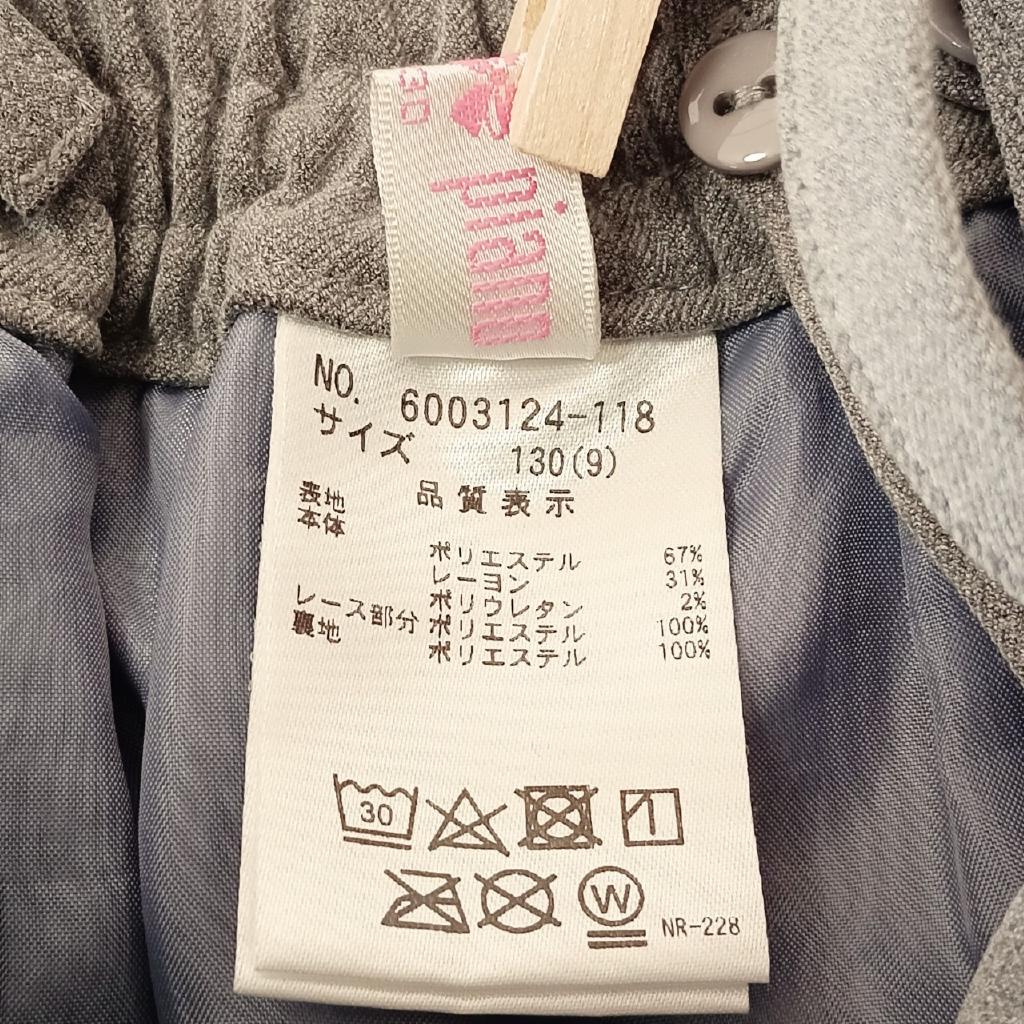 130
piano
NO. 6003124-118
サイズ 130(9)
品質表示
表地
本体
ポリエステル 67%
レーヨン 31%
ポリウレタン 2%
レース部分 ポリエステル 100%
裏地 ポリエステル 100%
30
W
NR-228